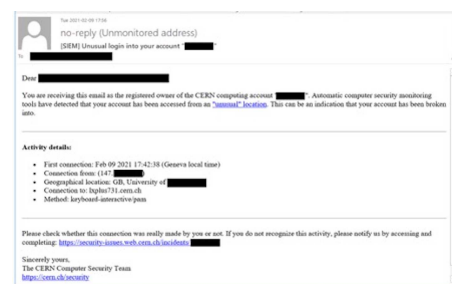 Tue 2021-02-09 17:58
no-reply (Unmonitored address)
[SIEM] Unusual login into your account "
To
Dear
You are receiving this email as the registered owner of the CERN computing account " ". Automatic computer security monitoring
tools have detected that your account has been accessed from an "unusual" location. This can be an indication that your account has been broken
into.
Activity details:
• First connection: Feb 09 2021 17:42:38 (Geneva local time)
• Connection from: (147. )
• Geographical location: GB, University of
• Connection to: lxplus731.cern.ch
• Method: keyboard-interactive/pam
Please check whether this connection was really made by you or not. If you do not recognize this activity, please notify us by accessing and
completing: https://security-issues.web.cern.ch/incidents
Sincerely yours,
The CERN Computer Security Team
https://cern.ch/security